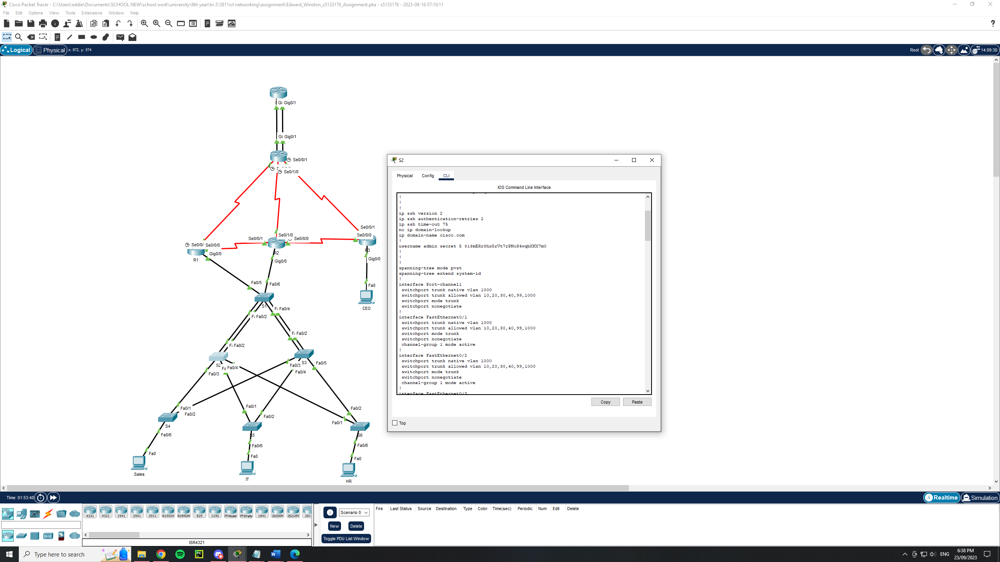 Cisco Packet Tracer - C:\Users\eddie\Documents\SCHOOL NEW\school work\university\6th year\tri 2\3811ict networking\assignment\Edward_Winston_s5133176_Assignment.pka - s5133176 - 2023-08-16 07:10:11
File Edit Options View Tools Extensions Window Help
Logical Physical x: 972, y: 574
Root 14:09:30
Gi Gig0/1
Gi Gig0/1
Se0/0/1
Se0/1/0
Se0/0/1
Se0/0/1 Se0/1/0 Se0/0/0 Se0/0/0
Se0/0/ Se0/0/0
R3
Gig0/0 R2
R1 Gig0/0 Gig0/0
Fa0/5 Fa0/6 Fa0
S1 CEO
Fa0/4
Fa0/2
Fa0/2
Fa0/2
S2 Fa0/4 Fa0/3 S3 Fa0/5
Fa0/3 Fa0/4
Fa0/1 Fa0/1 Fa0/2
Fa0/2 Fa0/2
Fa0/1
S4
Fa0/6 S5 S6
Fa0/6 Fa0/6
Fa0 Fa0 Fa0
Sales IT HR
S2
Physical Config CLI
IOS Command Line Interface
!
!
!
ip ssh version 2
ip ssh authentication-retries 2
ip ssh time-out 75
no ip domain-lookup
ip domain-name cisco.com
!
username admin secret 5 $1$mERr$hx5rVt7rPNoS4wqbXKX7m0
!
!
!
spanning-tree mode pvst
spanning-tree extend system-id
!
interface Port-channel1
switchport trunk native vlan 1000
switchport trunk allowed vlan 10,20,30,40,99,1000
switchport mode trunk
switchport nonegotiate
!
interface FastEthernet0/1
switchport trunk native vlan 1000
switchport trunk allowed vlan 10,20,30,40,99,1000
switchport mode trunk
switchport nonegotiate
channel-group 1 mode active
!
interface FastEthernet0/2
switchport trunk native vlan 1000
switchport trunk allowed vlan 10,20,30,40,99,1000
switchport mode trunk
switchport nonegotiate
channel-group 1 mode active
!
interface FastEthernet0/3
Copy Paste
Top
Time: 01:53:40
Realtime Simulation
4331 4321 1941 2901 2911 819IOX 819HGW 829 1240 PT-Router PT-Empty 1841 2620XM 2621XM 281
ISR4321
Scenario 0
New Delete
Toggle PDU List Window
Fire Last Status Source Destination Type Color Time(sec) Periodic Num Edit Delete
Type here to search
ENG
6:38 PM
23/09/2023